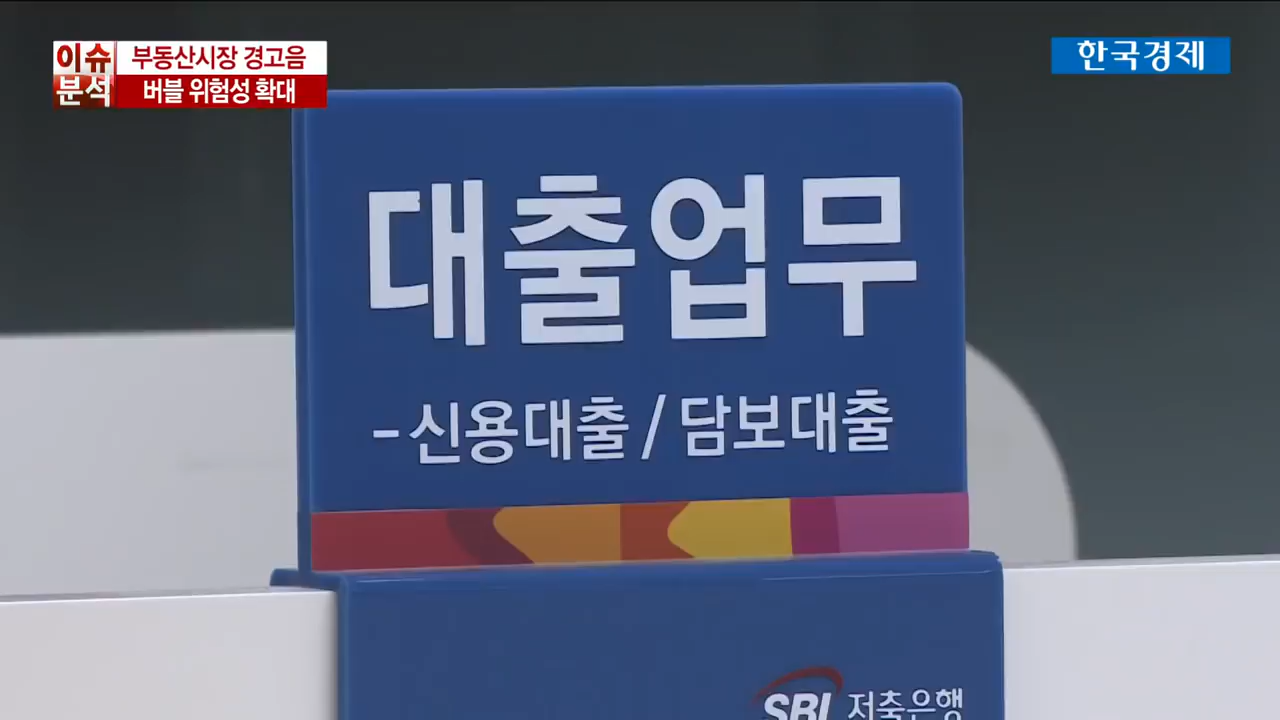 이슈
분석
부동산시장 경고음
버블 위험성 확대
한국경제
대출업무
-신용대출 / 담보대출
SBI 저축은행